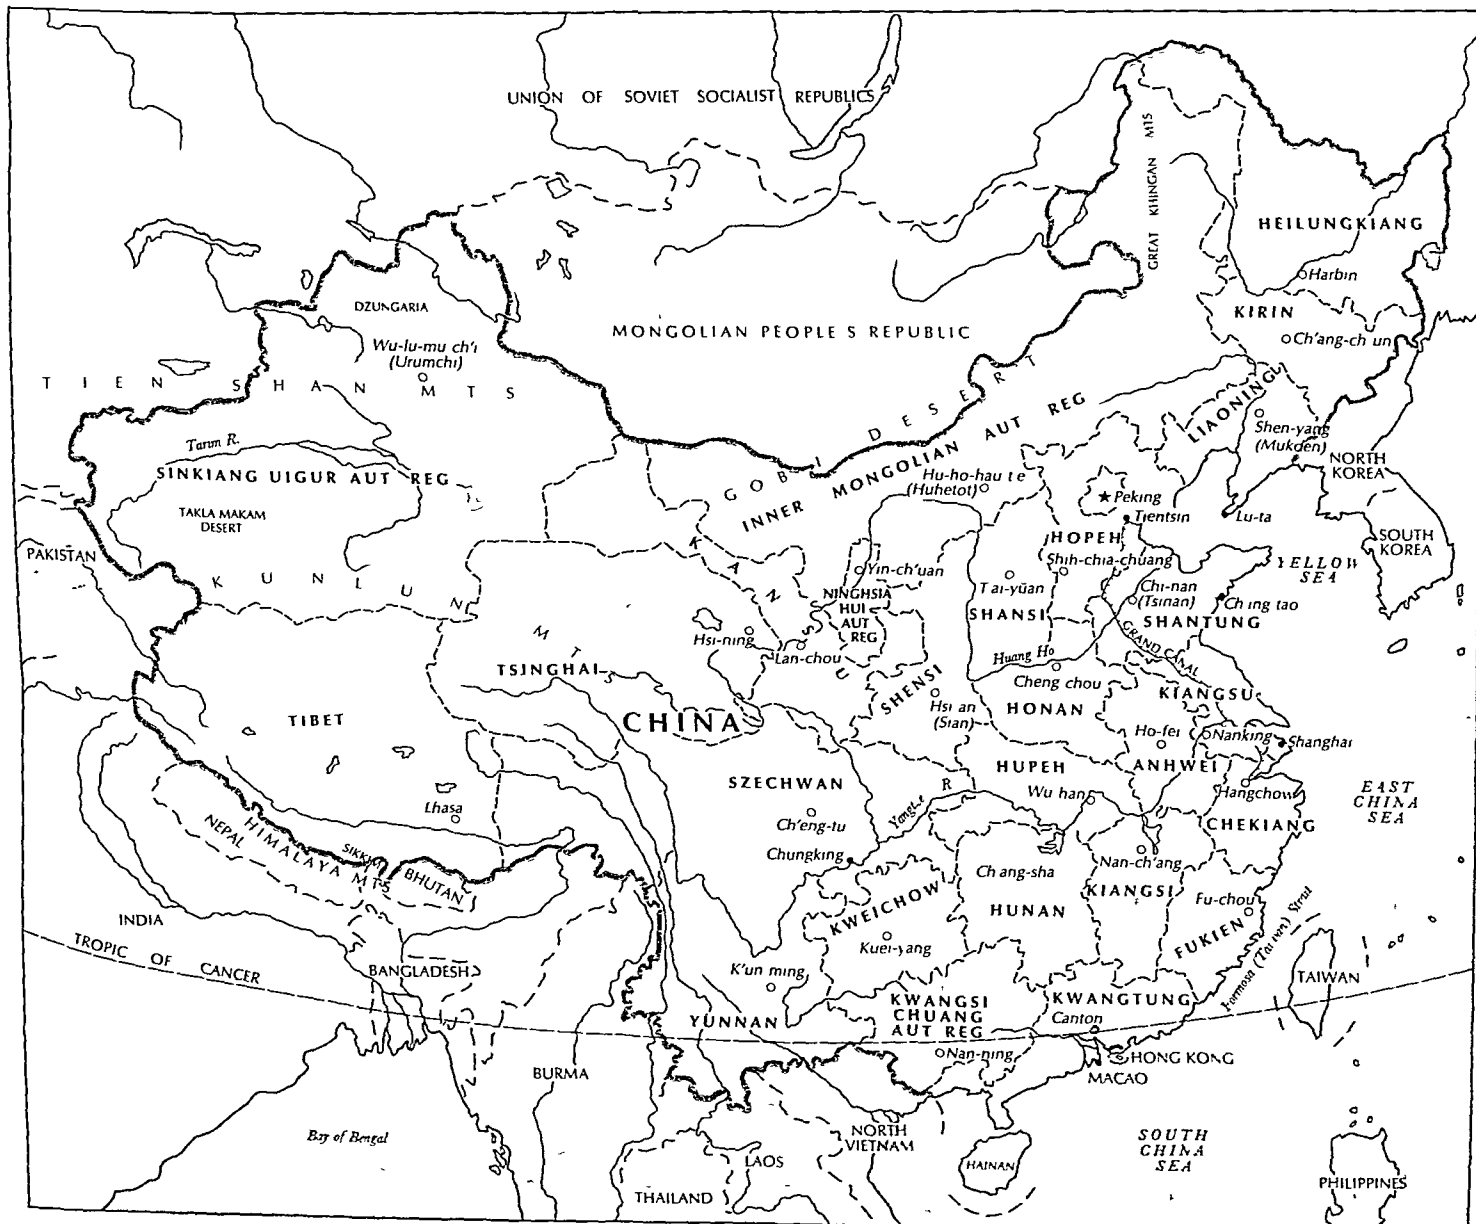 UNION OF SOVIET SOCIALIST REPUBLICS
GREAT KHINGAN MTS
HEILUNGKIANG
Harbin
DZUNGARIA
KIRIN
MONGOLIAN PEOPLE S REPUBLIC
Ch'ang-ch un
Wu-lu-mu ch'i
(Urumchi)
TIEN SHAN MTS
GOBI DESERT
INNER MONGOLIAN AUT REG
LIAONING
Shen-yang
(Mukden)
Tarim R.
SINKIANG UIGUR AUT REG
NORTH
KOREA
Hu-ho-hau t e
(Huhetot)
Peking
TAKLA MAKAM
DESERT
Tientsin
Lu-ta
SOUTH
KOREA
HOPEH
PAKISTAN
YELLOW
SEA
KUNLUN MTS
KANSU
Yin-ch'uan
Shih-chia-chuang
Tai-yüan
Chi-nan
(Tsinan)
NINGHSIA
HUI
AUT
REG
Ch ing tao
SHANSI
SHANTUNG
Hsi-ning
Lan-chou
GRAND CANAL
Huang Ho
TSINGHAI
Cheng chou
SHENSI
KIANGSU
Hsi an
(Sian)
HONAN
TIBET
CHINA
Ho-fei
Nanking
Shanghai
HUPEH
ANHWEI
SZECHWAN
Wu han
Hangchow
EAST
CHINA
SEA
Lhasa
Ch'eng-tu
R
CHEKIANG
NEPAL
HIMALAYA MTS
SIKKIM
BHUTAN
Chungking
Nan-ch'ang
Ch ang-sha
KIANGSI
KWEICHOW
Fu-chou
HUNAN
INDIA
Kuei-yang
FUKIEN
Formosa (Taiwan) Strait
TROPIC OF CANCER
BANGLADESH
K'un ming
TAIWAN
KWANGSI
CHUANG
AUT REG
KWANGTUNG
YUNNAN
Canton
Nan-ning
HONG KONG
MACAO
BURMA
Bay of Bengal
NORTH
VIETNAM
SOUTH
CHINA
SEA
LAOS
HAINAN
THAILAND
PHILIPPINES